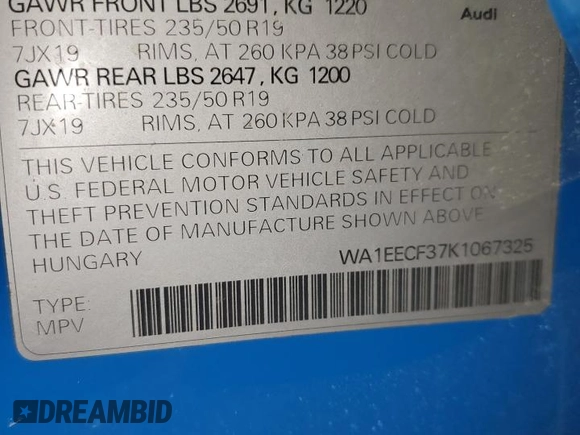 GAWR FRONT LBS 2691, KG 1220
Audi
FRONT-TIRES 235/50 R19
7JX19 RIMS, AT 260 KPA 38 PSI COLD
GAWR REAR LBS 2647, KG 1200
REAR-TIRES 235/50 R19
7JX19 RIMS, AT 260 KPA 38 PSI COLD
THIS VEHICLE CONFORMS TO ALL APPLICABLE
U.S. FEDERAL MOTOR VEHICLE SAFETY AND
THEFT PREVENTION STANDARDS IN EFFECT ON
THE DATE OF MANUFACTURE SHOWN ABOVE
HUNGARY
WA1EECF37K1067325
TYPE:
MPV
DREAMBID